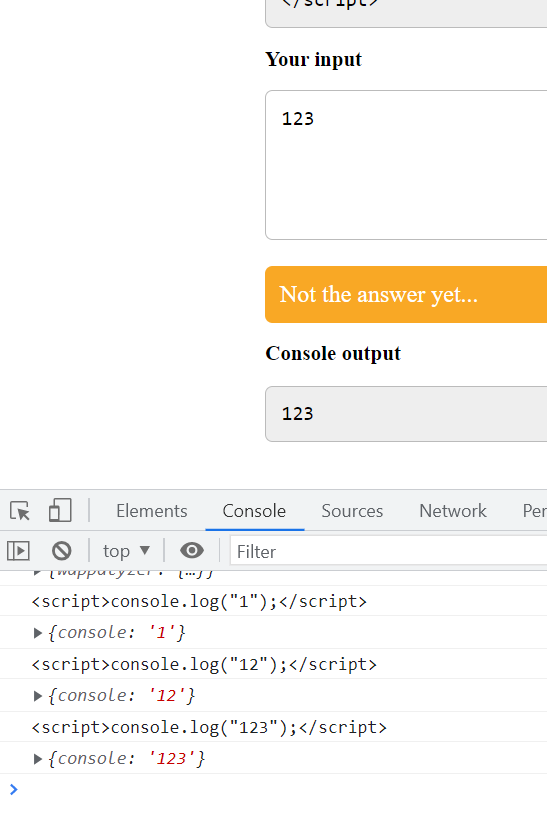 </script>
Your input
123
Not the answer yet...
Console output
123
Elements Console Sources Network Per
top ▼ Filter
▶{wappalyzer: {…}}
<script>console.log("1");</script>
▶{console: '1'}
<script>console.log("12");</script>
▶{console: '12'}
<script>console.log("123");</script>
▶{console: '123'}
>